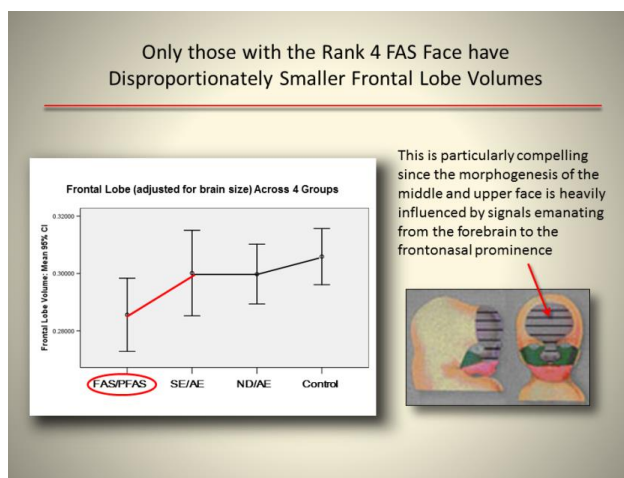 Only those with the Rank 4 FAS Face have
Disproportionately Smaller Frontal Lobe Volumes
Frontal Lobe (adjusted for brain size) Across 4 Groups
Frontal Lobe Volume: Mean 95% CI
0.32000
0.30000
0.28000
FAS/PFAS SE/AE ND/AE Control
This is particularly compelling
since the morphogenesis of the
middle and upper face is heavily
influenced by signals emanating
from the forebrain to the
frontonasal prominence